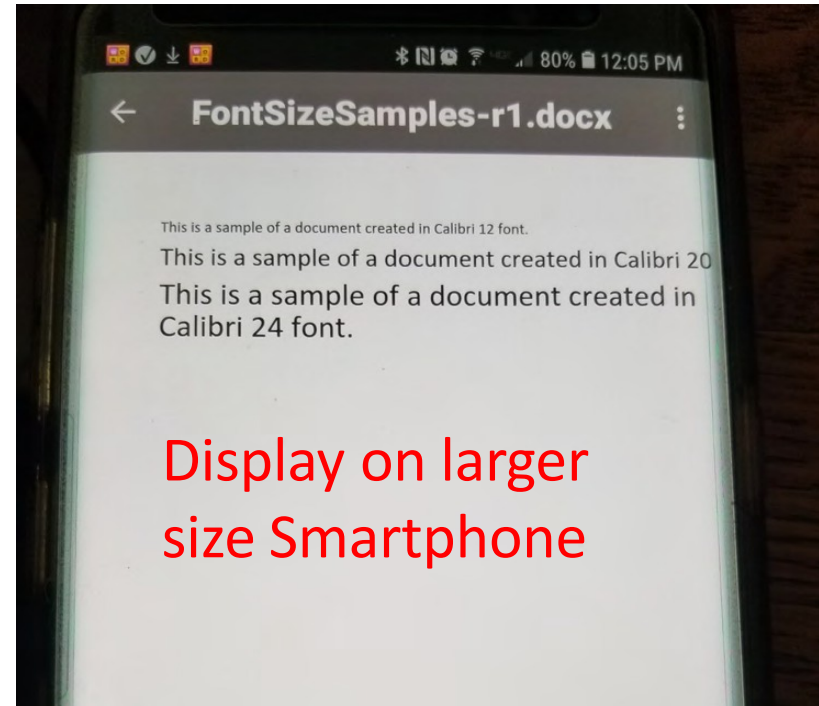 80% 12:05 PM
FontSizeSamples-r1.docx
This is a sample of a document created in Calibri 12 font.
This is a sample of a document created in Calibri 20
This is a sample of a document created in
Calibri 24 font.
Display on larger
size Smartphone